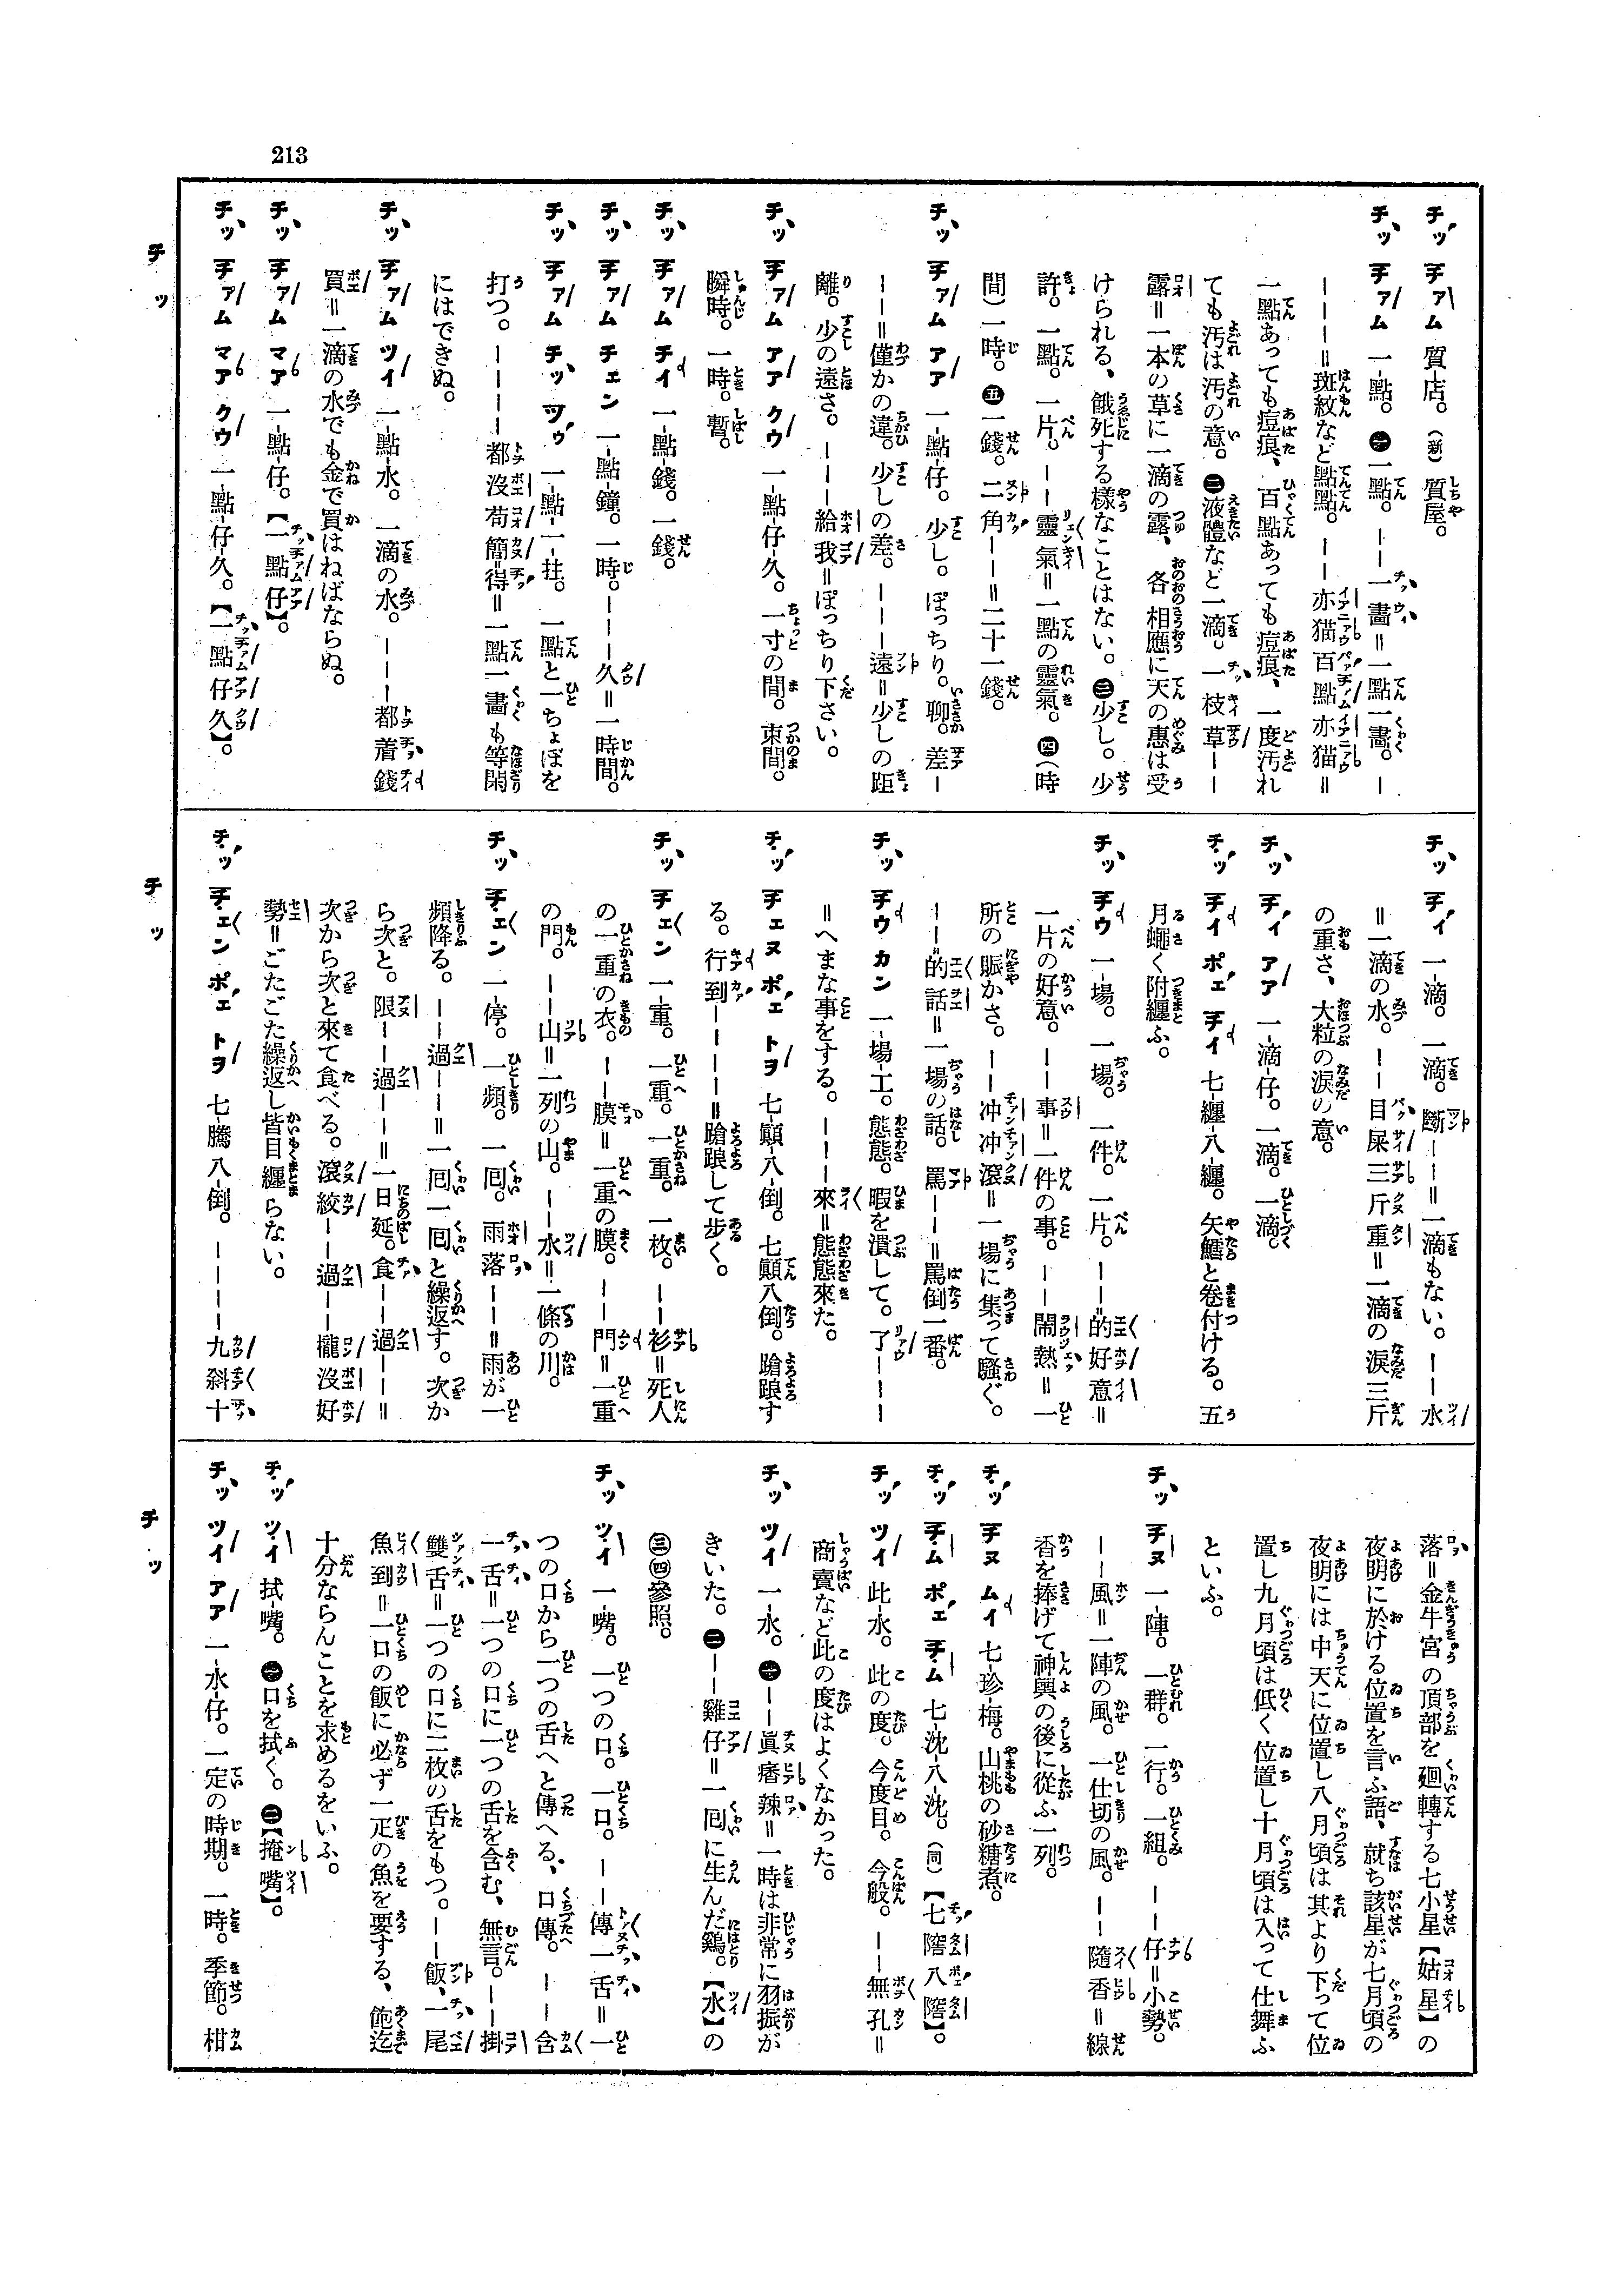 213
チッ チァム 質-店。(新)質屋。
チッ チァム 一-點。㊀一點。――一畵=一點一畵。―
―――=斑紋など點點。――亦猫百點亦猫=
一點あっても痘痕、百點あっても痘痕、一度汚れ
ても汚は汚の意。㊁液體など一滴。一枝草――
露=一本の草に一滴の露、各相應に天の惠は受
けられる、餓死する樣なことはない。㊂少し。少
許。一點。一片。――靈氣=一點の靈氣。㊃(時
間)一時。㊄一錢。二角――=二十一錢。
チッ チァム アア 一-點-仔。少し。ぽっちり。聊。差―
――=僅かの違。少しの差。―――遠=少しの距
離。少の遠さ。―――給我=ぽっちり下さい。
チッ チァム アア クウ 一-點-仔-久。一寸の間。束間。
瞬時。一時。暫。
チッ チァム チイ 一-點-錢。一錢。
チッ チァム チェン 一-點-鐘。一時。―――久=一時間。
チッ チァム チッ ツゥ 一-點-一-拄。一點と一ちょぼを
打つ。――――都沒苟簡=得=一點一畵も等閑
にはできぬ。
チッ チァム ツイ 一-點-水。一滴の水。―――都着錢
買=一滴の水でも金で買はねばならぬ。
チッ チァム マア 一-點-仔。【一點仔】。
チッ チァム マア クウ 一-點-仔-久。【一點仔久】。
チ ッ
チッ チィ 一-滴。一滴。斷――=一滴もない。――水
=一滴の水。――目屎三斤重=一滴の淚三斤
の重さ、大粒の淚の意。
チッ チィ アア 一-滴-仔。一滴。一滴。
チッ チイ ポェ チイ 七-纏-八-纏。矢鱈と卷付ける。五
月蠅く附纏ふ。
チッ チウ 一-場。一場。一件。一片。――=的好意=
一片の好意。――事=一件の事。――鬧熱=一
所の賑かさ。――冲冲滾=一場に集って騷ぐ。
――=的話=一場の話。罵――=罵倒一番。
チッ チウ カン 一-場-工。態態。暇を潰して。了―――
=へまな事をする。―――來=態態來た。
チッ チェヌ ポェ トヲ 七-顚-八-倒。七顚八倒。蹌踉す
る。行到――――=蹌踉して步く。
チッ チェン 一-重。一重。一重。一枚。――衫=死人
の一重の衣。――膜=一重の膜。――門=一重
の門。――山=一列の山。――水=一條の川。
チッ チェン 一-停。一頻。一囘。雨落――=雨が一
頻降る。――過――=一囘一囘と繰返す。次か
ら次と。限――過――=一日延。食――過――=
次から次と來て食べる。滾絞――過――攏沒好
勢=ごたごた繰返し皆目纏らない。
チッ チェン ポェ トヲ 七-騰-八-倒。――――九斜十
チ ッ
落=金牛宮の頂部を廻轉する七小星【姑星】の
夜明に於ける位置を言ふ語、就ち該星が七月頃の
夜明には中天に位置し八月頃は其より下って位
置し九月頃は低く位置し十月頃は入って仕舞ふ
といふ。
チッ チヌ 一-陣。一群。一行。一組。――仔=小勢。
――風=一陣の風。一仕切の風。――隨香=線
香を捧げて神輿の後に從ふ一列。
チッ チヌ ムイ 七-珍-梅。山桃の砂糖煮。
チッ チム ポェ チム 七-沈-八-沈。(同)【七窞八窞】。
チッ ツイ 此-水。此の度。今度目。今般。――無孔=
商賣など此の度はよくなかった。
チッ ツイ 一-水。㊀――眞痞辣=一時は非常に羽振が
きいた。㊁――雞仔=一囘に生んだ鷄。【水】の
㊂㊃參照。
チッ ツイ 一-嘴。一つの口。一口。――傳一舌=一
つの口から一つの舌へと傳へる、口傳。――含
一舌=一つの口に一つの舌を含む、無言。――掛
雙舌=一つの口に二枚の舌をもつ。――飯、一尾
魚到=一口の飯に必ず一疋の魚を要する、飽迄
十分ならんことを求めるをいふ。
チッ ツイ 拭-嘴。㊀口を拭く。㊁【掩嘴】。
チッ ツイ アア 一-水-仔。一定の時期。一時。季節。柑
チ ッ